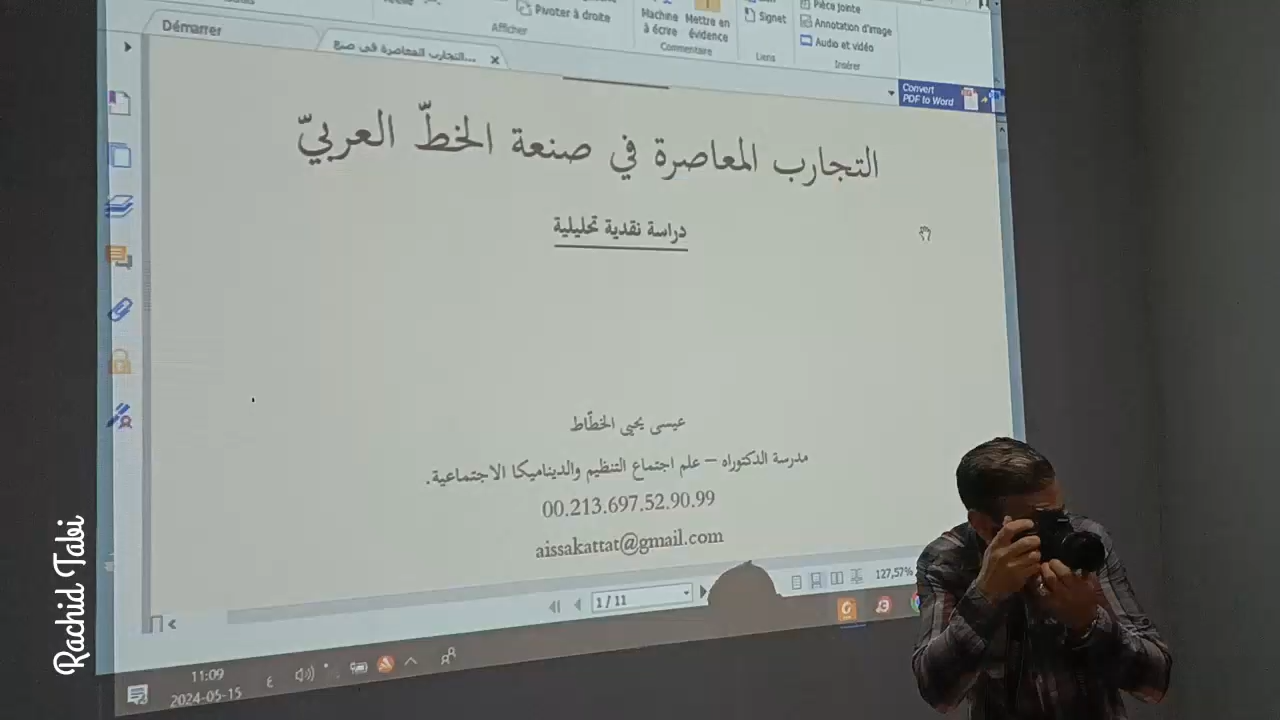 Démarrer
Pivoter à droite
Afficher
Machine à écrire
Mettre en évidence
Commentaire
Signet
Liens
Pièce jointe
Annotation d'image
Audio et vidéo
Insérer
التجارب المعاصرة في صنع...
Convert
PDF to Word
التجارب المعاصرة في صنعة الخطّ العربيّ
دراسة نقدية تحليلية
عيسى يحيى الخطّاط
مدرسة الدكتوراه – علم اجتماع التنظيم والديناميكا الاجتماعية.
00.213.697.52.90.99
aissakattat@gmail.com
1 / 11
127,57%
11:09
2024-05-15
ع
Rachid Tabi